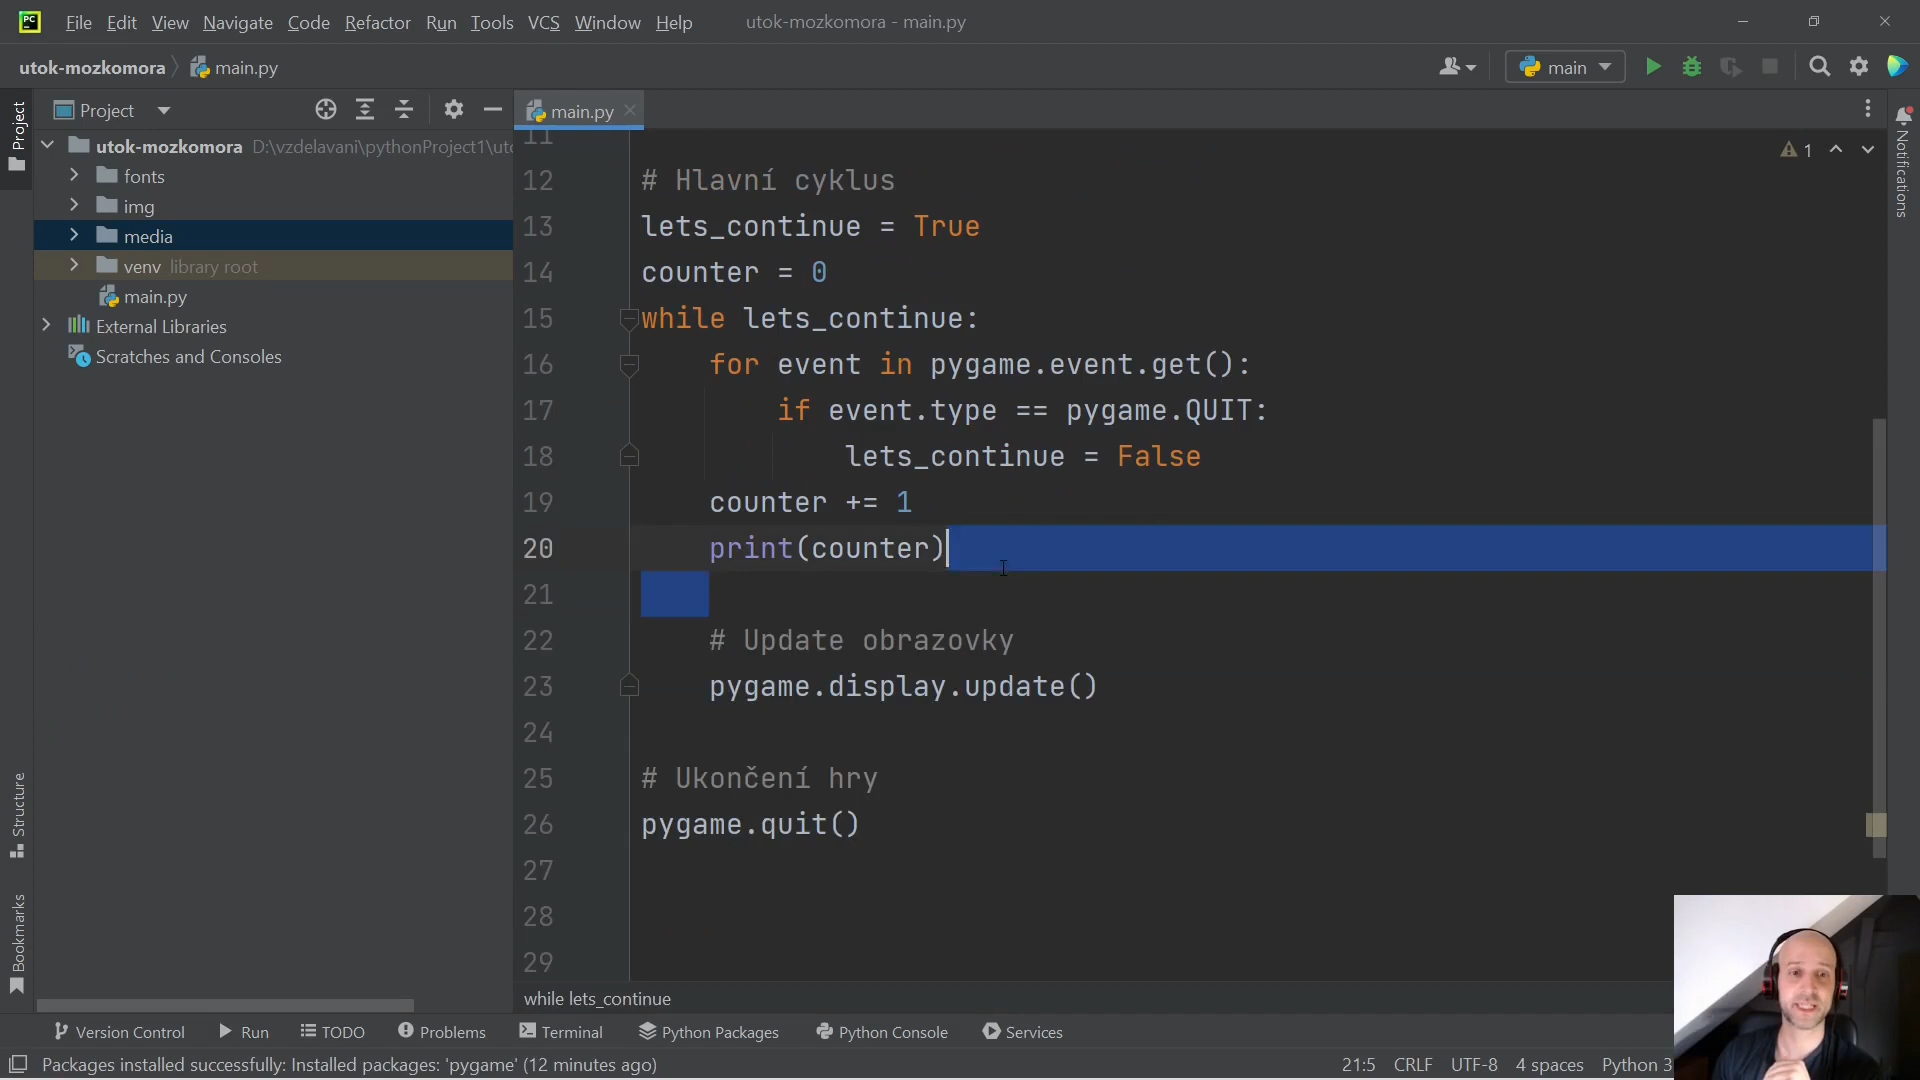 PC File Edit View Navigate Code Refactor Run Tools VCS Window Help utok-mozkomora - main.py
utok-mozkomora main.py main
Project
Project
main.py
utok-mozkomora D:\vzdelavani\pythonProject1\uto
fonts
img
media
venv library root
main.py
External Libraries
Scratches and Consoles
11
12 # Hlavní cyklus
13 lets_continue = True
14 counter = 0
15 while lets_continue:
16 for event in pygame.event.get():
17 if event.type == pygame.QUIT:
18 lets_continue = False
19 counter += 1
20 print(counter)
21
22 # Update obrazovky
23 pygame.display.update()
24
25 # Ukončení hry
26 pygame.quit()
27
28
29
1
Notifications
Structure
Bookmarks
while lets_continue
Version Control Run TODO Problems Terminal Python Packages Python Console Services
Packages installed successfully: Installed packages: 'pygame' (12 minutes ago) 21:5 CRLF UTF-8 4 spaces Python 3